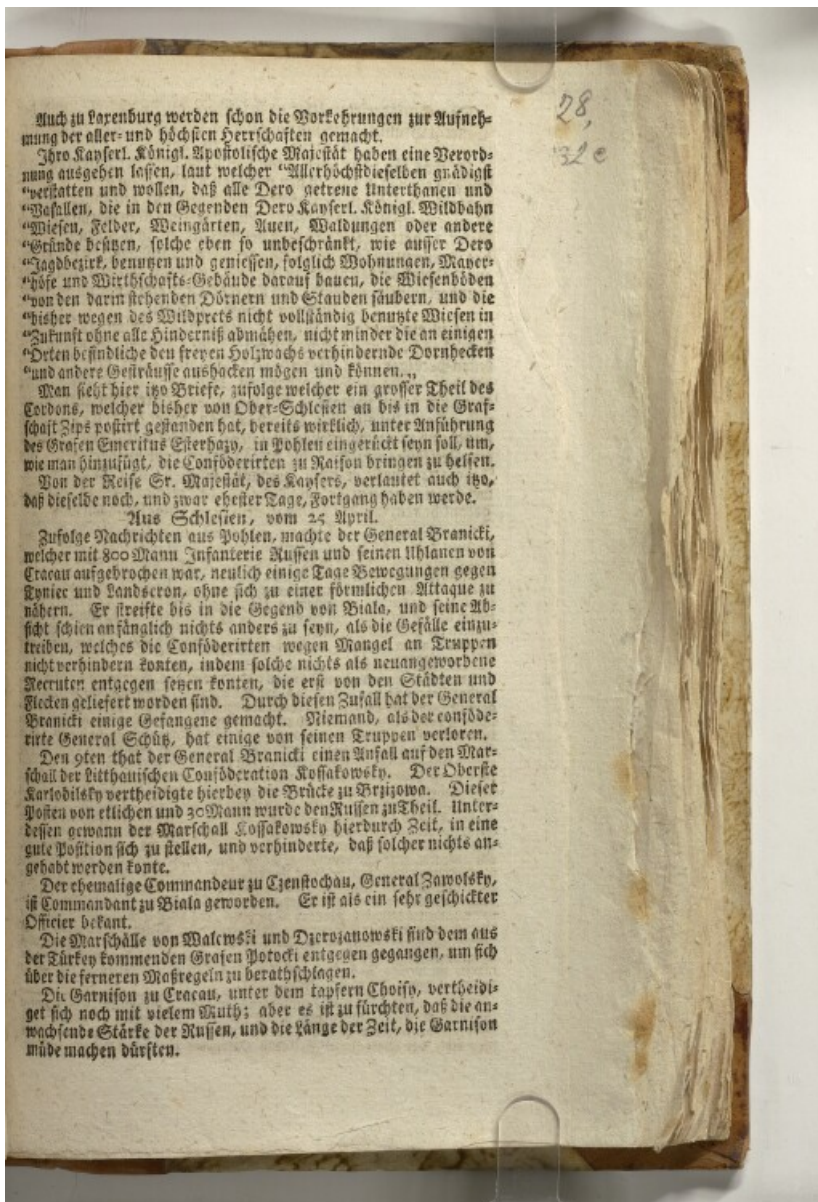 28,
32 e
Auch zu Laxenburg werden schon die Vorkehrungen zur Aufneh-
mung der aller- und höchsten Herrschaften gemacht.
Ihro Kayserl. Königl. Apostolische Majestät haben eine Verord-
nung ausgehen lassen, laut welcher “Allerhöchstdieselben gnädigst
“verstatten und wollen, daß alle Dero getreue Unterthanen und
“Vasallen, die in den Gegenden Dero Kayserl. Königl. Wildbahn
“Wiesen, Felder, Weingärten, Auen, Waldungen oder andere
“Gründe besitzen, solche eben so unbeschränkt, wie ausser Dero
“Jagdbezirk, benutzen und geniessen, folglich Wohnungen, Mayer-
“höfe und Wirthschafts-Gebäude darauf bauen, die Wiesenböden
“von den darin stehenden Dörnern und Stauden säubern, und die
“bisher wegen des Wildprets nicht vollständig benutzte Wiesen in
“Zukunft ohne alle Hinderniß abmähen, nicht minder die an einigen
“Orten befindliche den freyen Holzwachs verhindernde Dornhecken
“und andere Gesträusse aushacken mögen und können.„
Man sieht hier itzo Briefe, zufolge welcher ein grosser Theil des
Cordons, welcher bisher von Ober-Schlesien an bis in die Graf-
schaft Zips postirt gestanden hat, bereits wirklich, unter Anführung
des Grafen Emerikus Esterhazy, in Pohlen eingerückt seyn soll, um,
wie man hinzufügt, die Conföderirten zu Raison bringen zu helfen.
Von der Reise Sr. Majestät, des Kaysers, verlautet auch itzo,
daß dieselbe noch, und zwar ehester Tage, Fortgang haben werde.
Aus Schlesien, vom 25 April.
Zufolge Nachrichten aus Pohlen, machte der General Branicki,
welcher mit 800 Mann Infanterie Russen und seinen Uhlanen von
Cracau aufgebrochen war, neulich einige Tage Bewegungen gegen
Tyniec und Landscron, ohne sich zu einer förmlichen Attaque zu
nähern. Er streifte bis in die Gegend von Biala, und seine Ab-
sicht schien anfänglich nichts anders zu seyn, als die Gefälle einzu-
treiben, welches die Conföderirten wegen Mangel an Truppen
nicht verhindern konten, indem solche nichts als neuangeworbene
Recruten entgegen setzen konten, die erst von den Städten und
Flecken geliefert worden sind. Durch diesen Zufall hat der General
Branicki einige Gefangene gemacht. Niemand, als der conföde-
rirte General Schütz, hat einige von seinen Truppen verloren.
Den 9ten that der General Branicki einen Anfall auf den Mar-
schall der Litthauischen Conföderation Kossakowsky. Der Oberste
Karlodilsky vertheidigte hierbey die Brücke zu Brzizowa. Dieser
Posten von etlichen und 30 Mann wurde den Russen zu Theil. Unter-
dessen gewann der Marschall Kossakowsky hierdurch Zeit, in eine
gute Position sich zu stellen, und verhinderte, daß solcher nichts an-
gehabt werden konte.
Der ehemalige Commandeur zu Czenstochau, General Zawolsky,
ist Commandant zu Biala geworden. Er ist als ein sehr geschickter
Officier bekant.
Die Marschälle von Walewski und Dzerozanowski sind dem aus
der Türkey kommenden Grafen Potocki entgegen gegangen, um sich
über die ferneren Maßregeln zu berathschlagen.
Die Garnison zu Cracau, unter dem tapfern Choisy, vertheidi-
get sich noch mit vielem Muth; aber es ist zu fürchten, daß die an-
wachsende Stärke der Russen, und die Länge der Zeit, die Garnison
müde machen dürften.